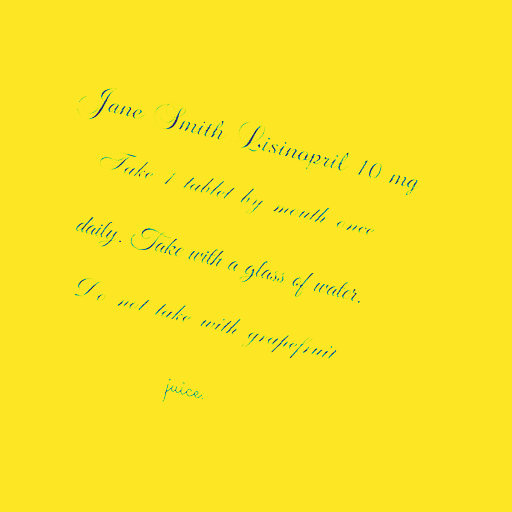 Jane Smith Lisinopril 10 mg
Take 1 tablet by mouth once
daily. Take with a glass of water.
Do not take with grapefruit
juice.